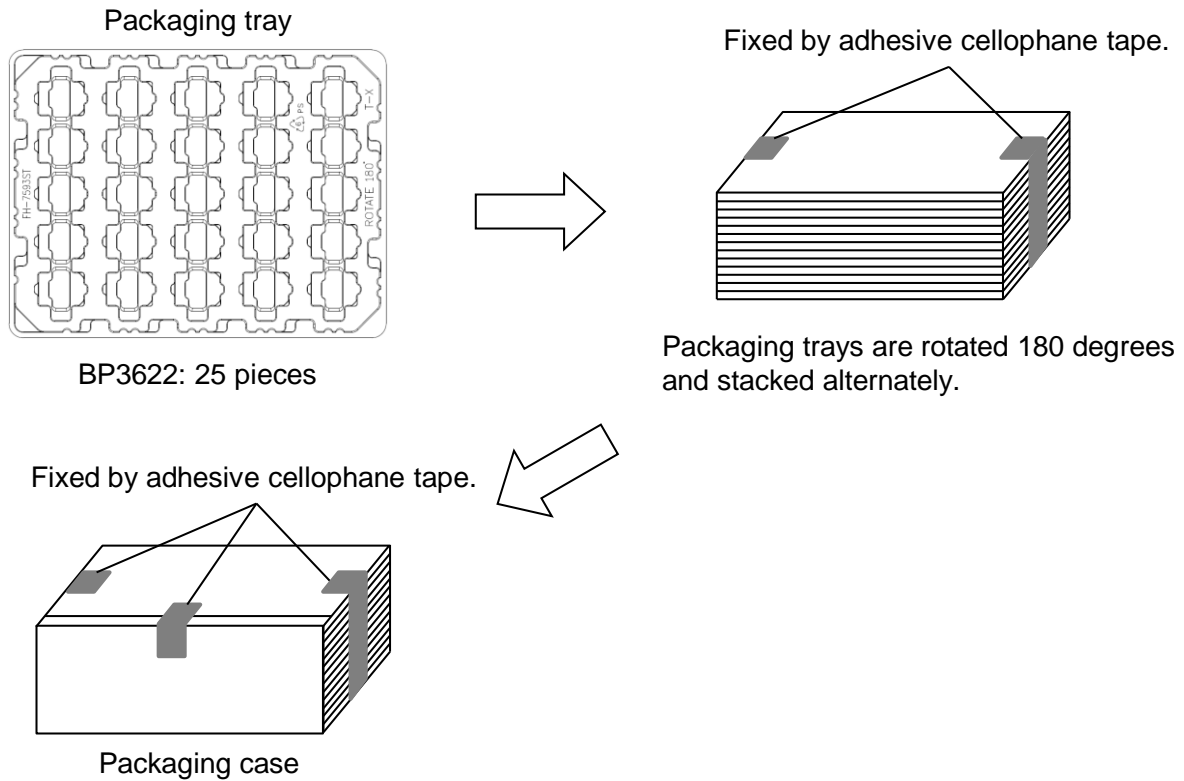 Packaging tray
FH-7593ST
6
PS
T-X
ROTATE 180°
BP3622: 25 pieces
Fixed by adhesive cellophane tape.
Packaging trays are rotated 180 degrees
and stacked alternately.
Fixed by adhesive cellophane tape.
Packaging case